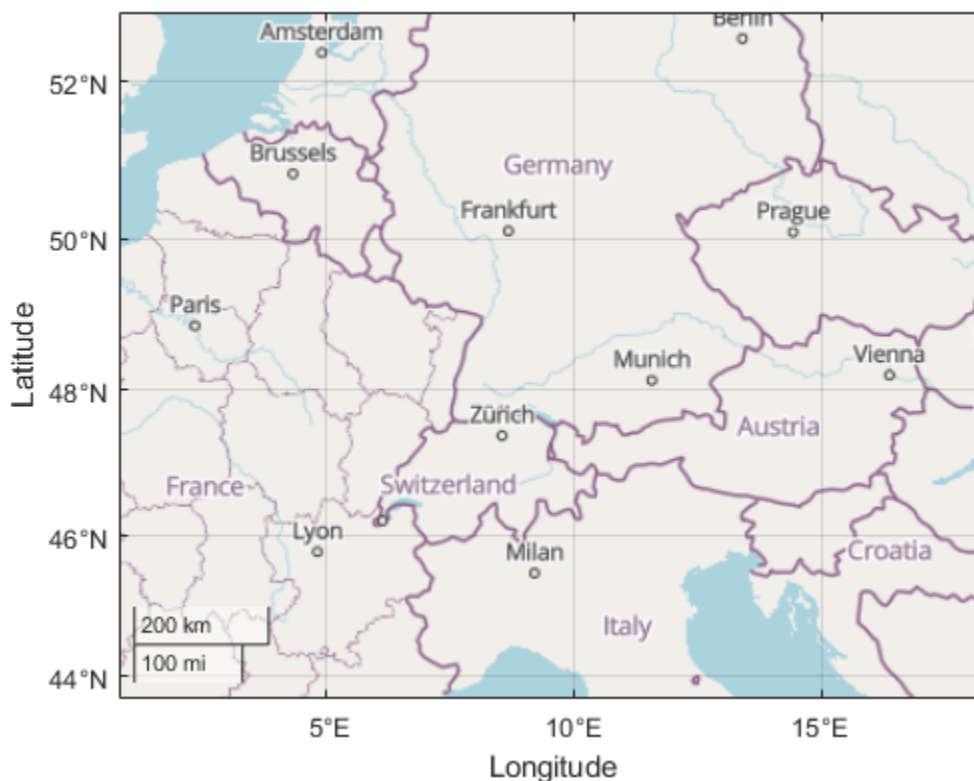 Berlin
Amsterdam
52°N
Brussels
Germany
Frankfurt
Prague
50°N
Paris
Munich
Vienna
48°N
Zürich
Austria
France
Switzerland
46°N
Lyon
Milan
Croatia
200 km
Italy
100 mi
44°N
5°E
10°E
15°E
Latitude
Longitude